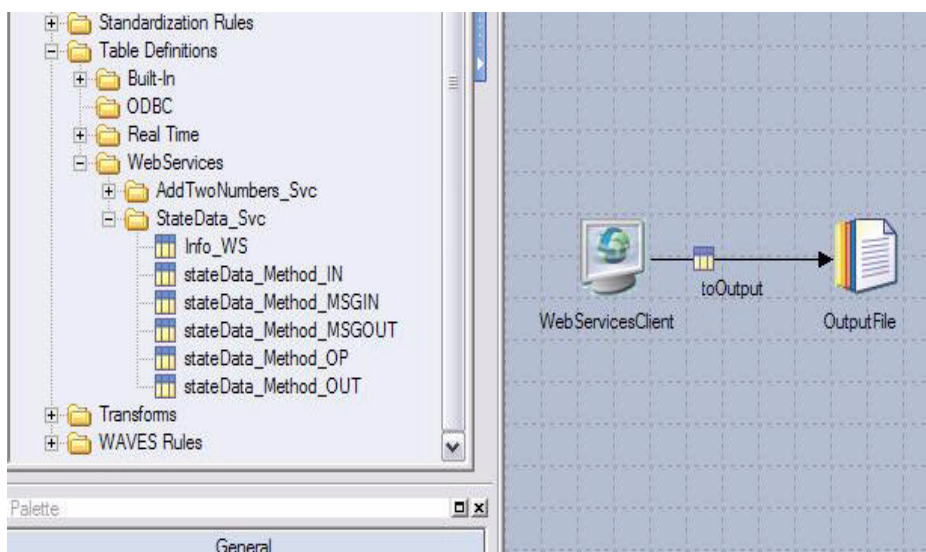 Standardization Rules
Table Definitions
Built-In
ODBC
Real Time
WebServices
AddTwoNumbers_Svc
StateData_Svc
Info_WS
stateData_Method_IN
stateData_Method_MSGIN
stateData_Method_MSGOUT
stateData_Method_OP
stateData_Method_OUT
Transforms
WAVES Rules
Palette
General
toOutput
WebServicesClient
OutputFile